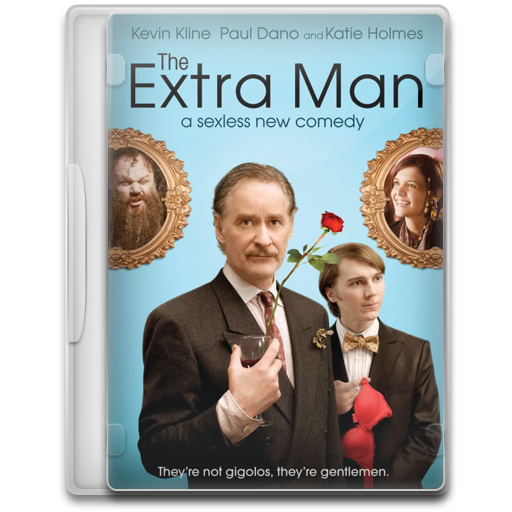 Kevin Kline Paul Dano and Katie Holmes
The
Extra Man
a sexless new comedy
They're not gigolos, they're gentlemen.